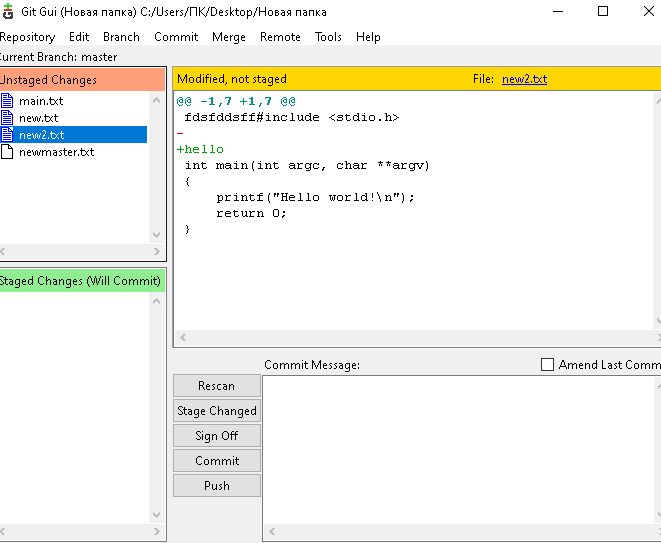 Git Gui (Новая папка) C:/Users/ПК/Desktop/Новая папка
Repository Edit Branch Commit Merge Remote Tools Help
Current Branch: master
Unstaged Changes
main.txt
new.txt
new2.txt
newmaster.txt
Staged Changes (Will Commit)
Modified, not staged File: new2.txt
@@ -1,7 +1,7 @@
fdsfddsff#include <stdio.h>
-
+hello
int main(int argc, char **argv)
{
printf("Hello world!\n");
return 0;
}
Commit Message: Amend Last Comm
Rescan
Stage Changed
Sign Off
Commit
Push